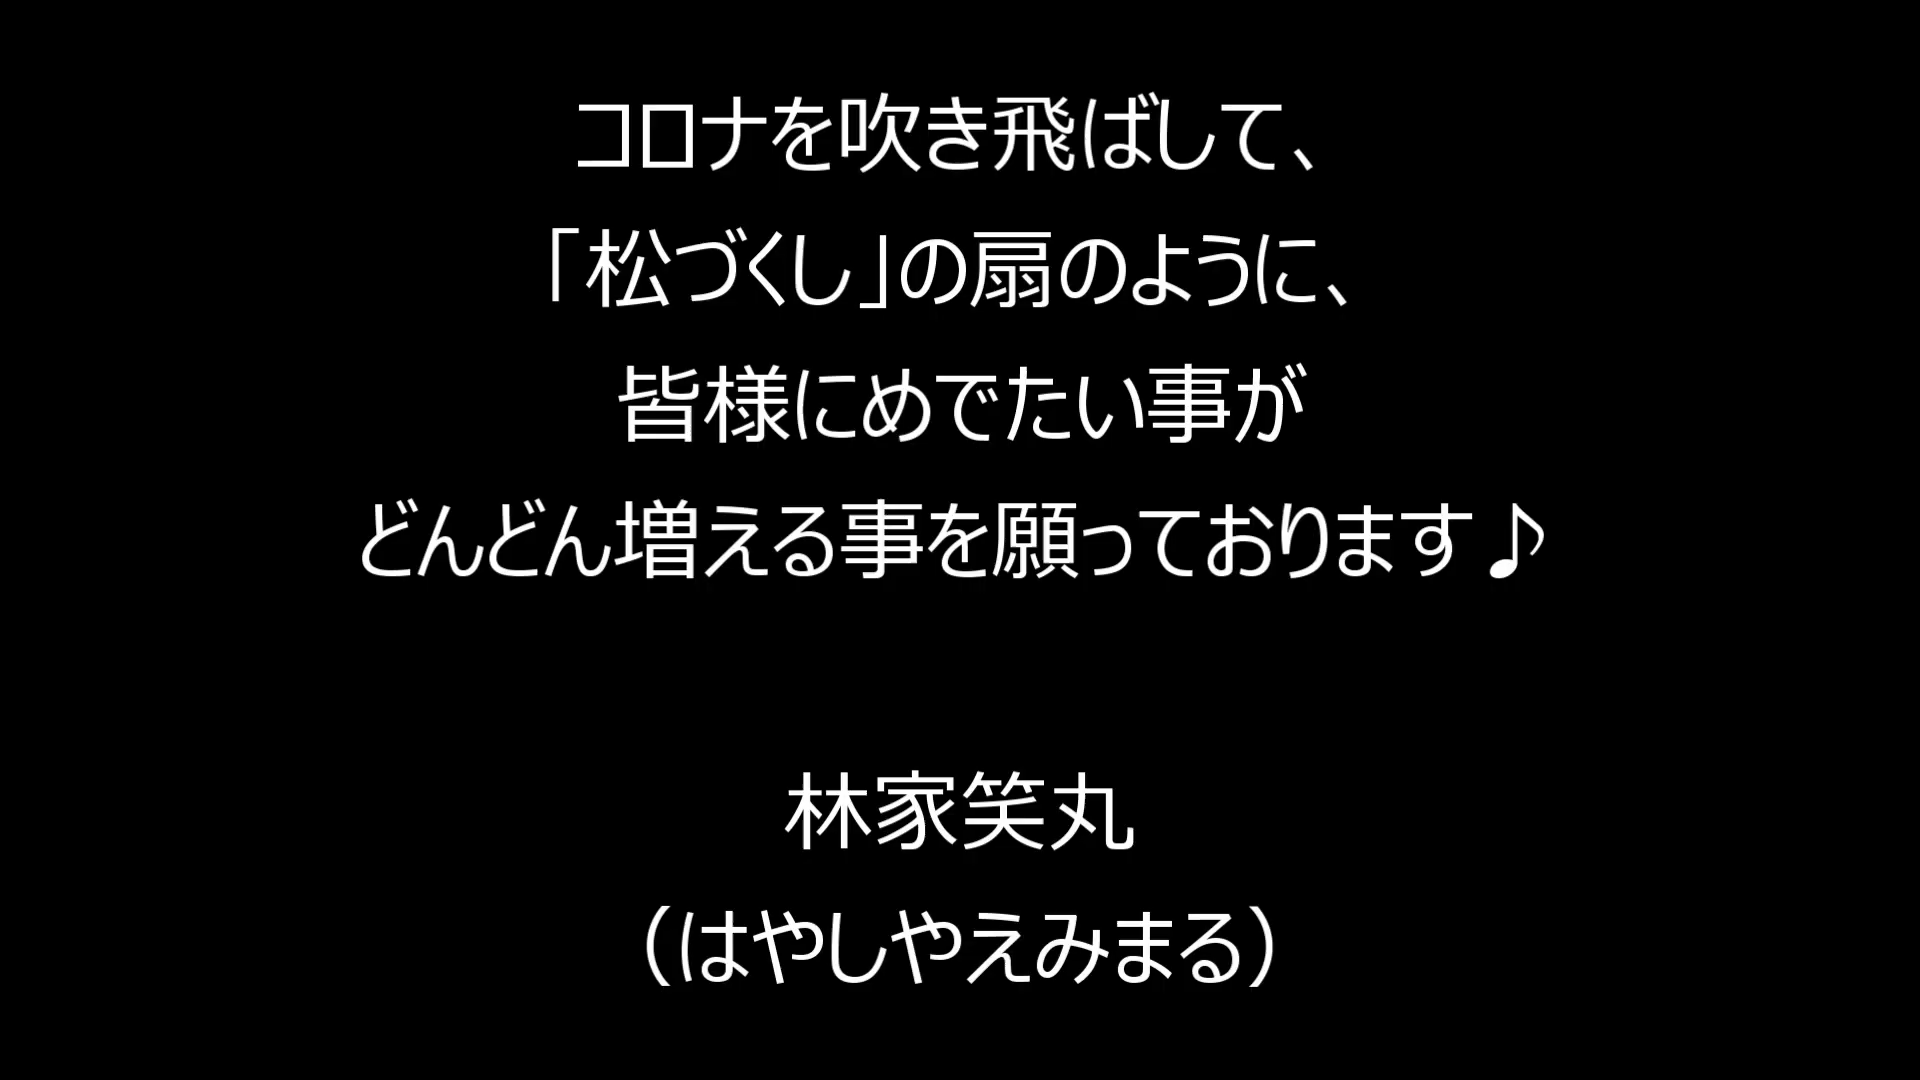 コロナを吹き飛ばして、
「松づくし」の扇のように、
皆様にめでたい事が
どんどん増える事を願っております♪
林家笑丸
（はやしやえみまる）